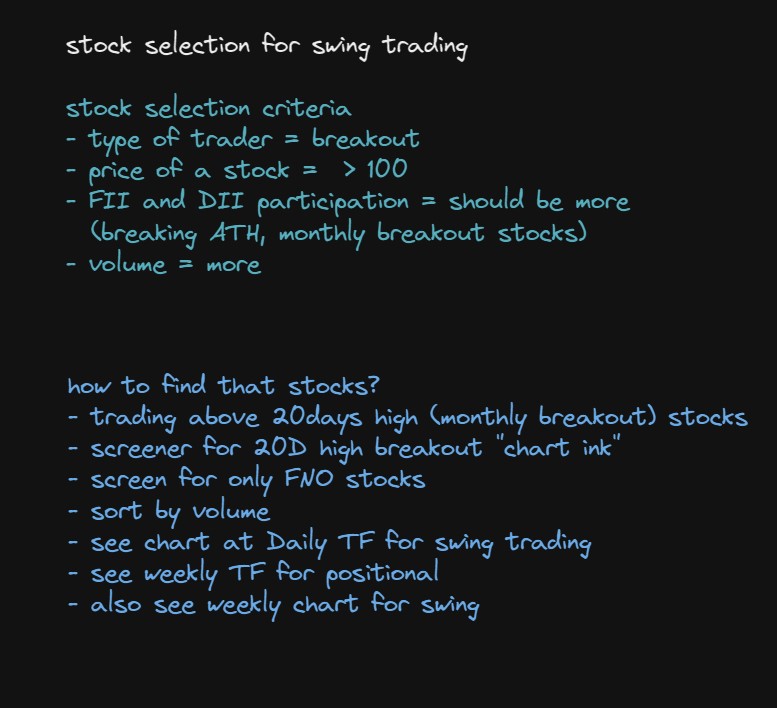 stock selection for swing trading
stock selection criteria
- type of trader = breakout
- price of a stock = > 100
- FII and DII participation = should be more
(breaking ATH, monthly breakout stocks)
- volume = more
how to find that stocks?
- trading above 20days high (monthly breakout) stocks
- screener for 20D high breakout "chart ink"
- screen for only FNO stocks
- sort by volume
- see chart at Daily TF for swing trading
- see weekly TF for positional
- also see weekly chart for swing